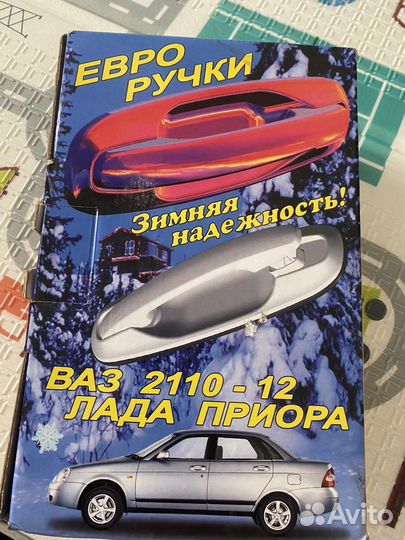 ЕВРО
РУЧКИ
Зимняя
надежность!
ВАЗ 2110 - 12
ЛАДА ПРИОРА
Avito